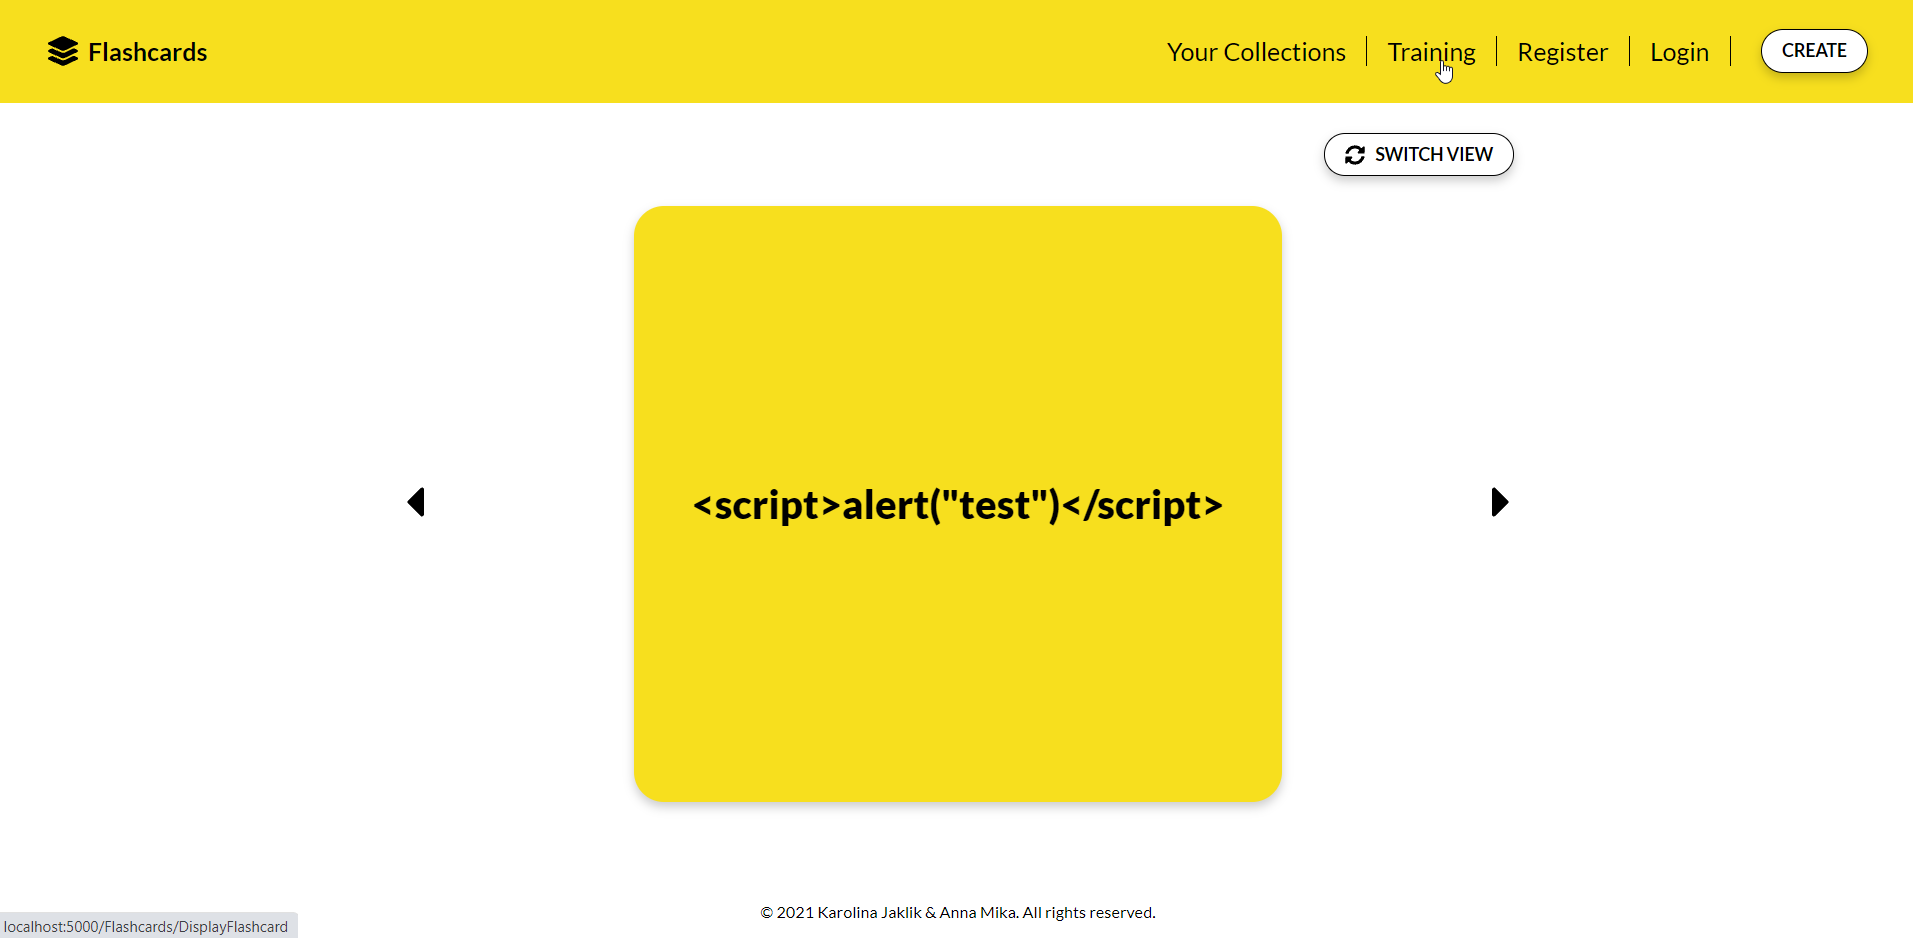 Flashcards
Your Collections
Training
Register
Login
CREATE
SWITCH VIEW
<script>alert("test")</script>
© 2021 Karolina Jaklik & Anna Mika. All rights reserved.
localhost:5000/Flashcards/DisplayFlashcard